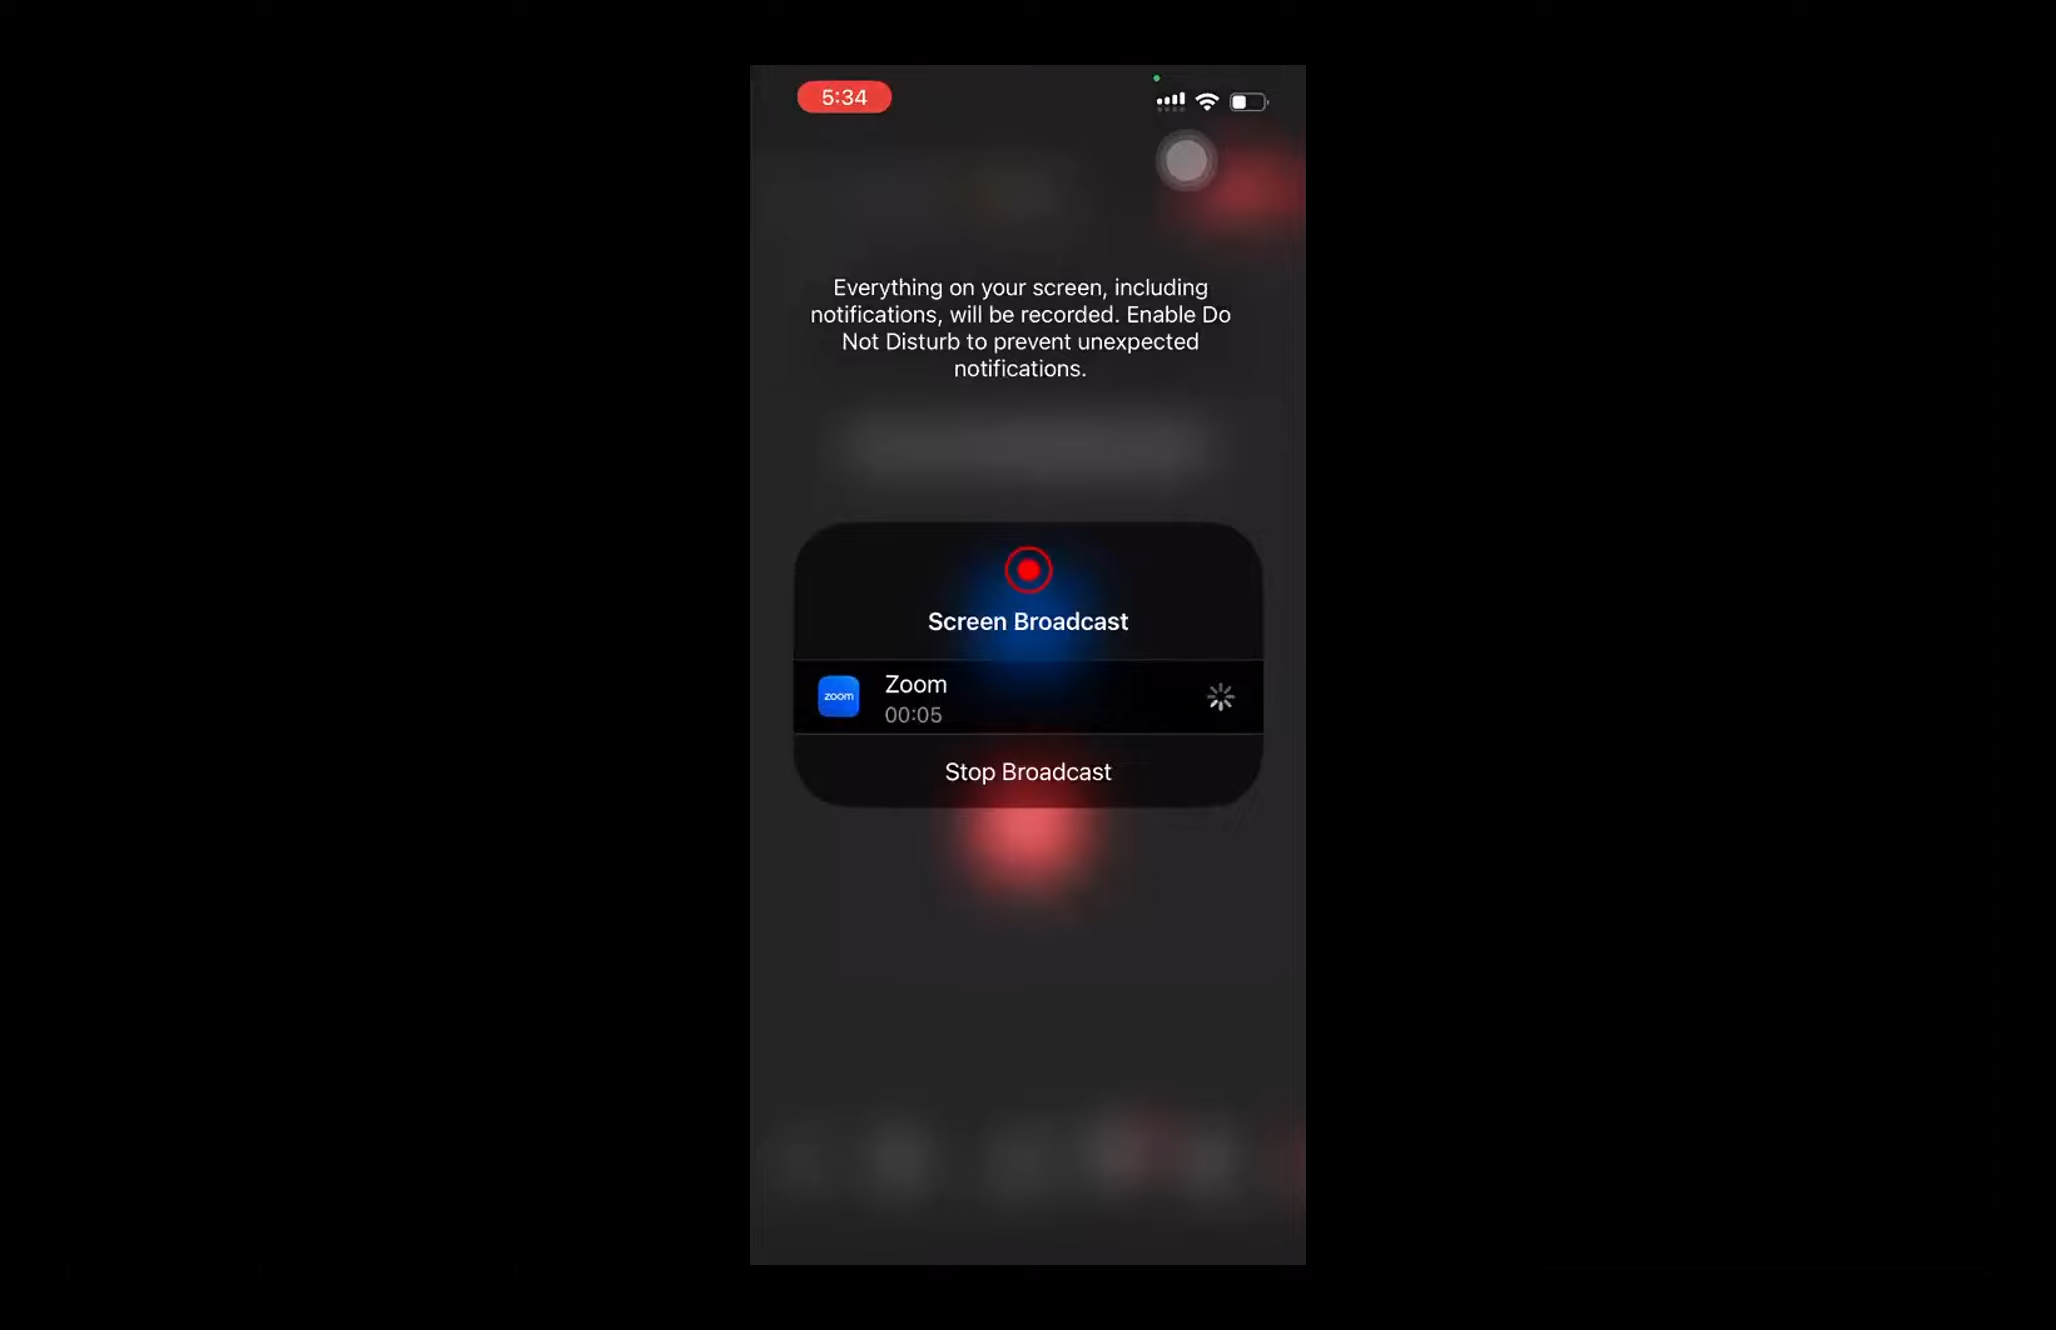 5:34
Everything on your screen, including
notifications, will be recorded. Enable Do
Not Disturb to prevent unexpected
notifications.
Screen Broadcast
zoom
Zoom
00:05
Stop Broadcast